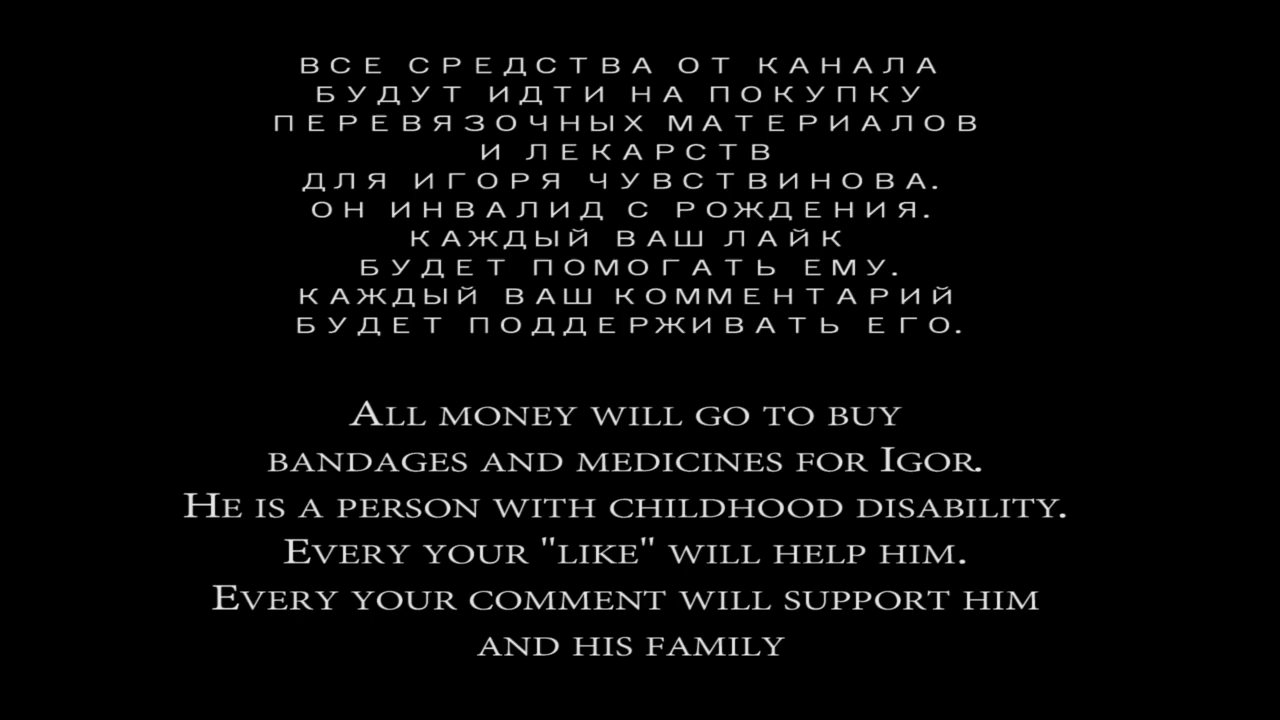 ВСЕ СРЕДСТВА ОТ КАНАЛА
БУДУТ ИДТИ НА ПОКУПКУ
ПЕРЕВЯЗОЧНЫХ МАТЕРИАЛОВ
И ЛЕКАРСТВ
ДЛЯ ИГОРЯ ЧУВСТВИНОВА.
ОН ИНВАЛИД С РОЖДЕНИЯ.
КАЖДЫЙ ВАШ ЛАЙК
БУДЕТ ПОМОГАТЬ ЕМУ.
КАЖДЫЙ ВАШ КОММЕНТАРИЙ
БУДЕТ ПОДДЕРЖИВАТЬ ЕГО.
All money will go to buy
bandages and medicines for Igor.
He is a person with childhood disability.
Every your "like" will help him.
Every your comment will support him
and his family